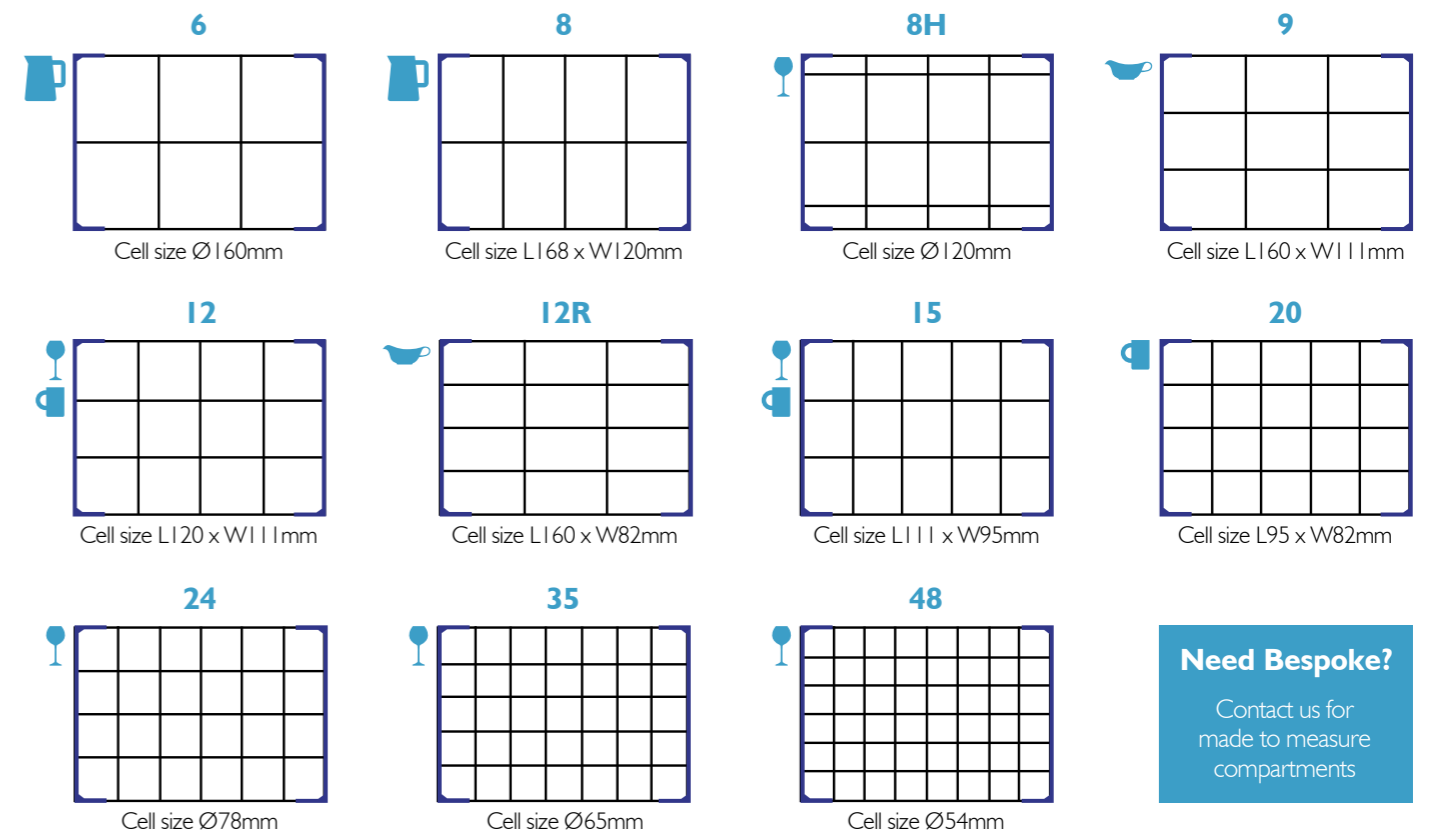 6
8
8H
9
Cell size Ø160mm
Cell size L168 x W120mm
Cell size Ø120mm
Cell size L160 x W111mm
12
12R
15
20
Cell size L120 x W111mm
Cell size L160 x W82mm
Cell size L111 x W95mm
Cell size L95 x W82mm
24
35
48
Cell size Ø78mm
Cell size Ø65mm
Cell size Ø54mm
Need Bespoke?
Contact us for
made to measure
compartments